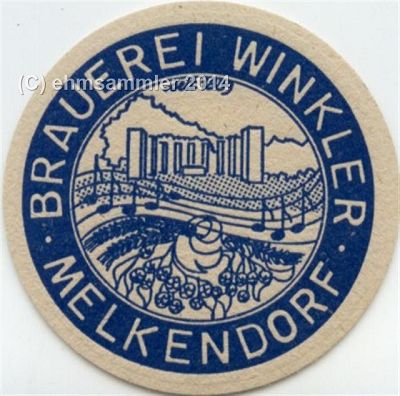 BRAUEREI WINKLER
MELKENDORF
(C) ehmsammler 2014